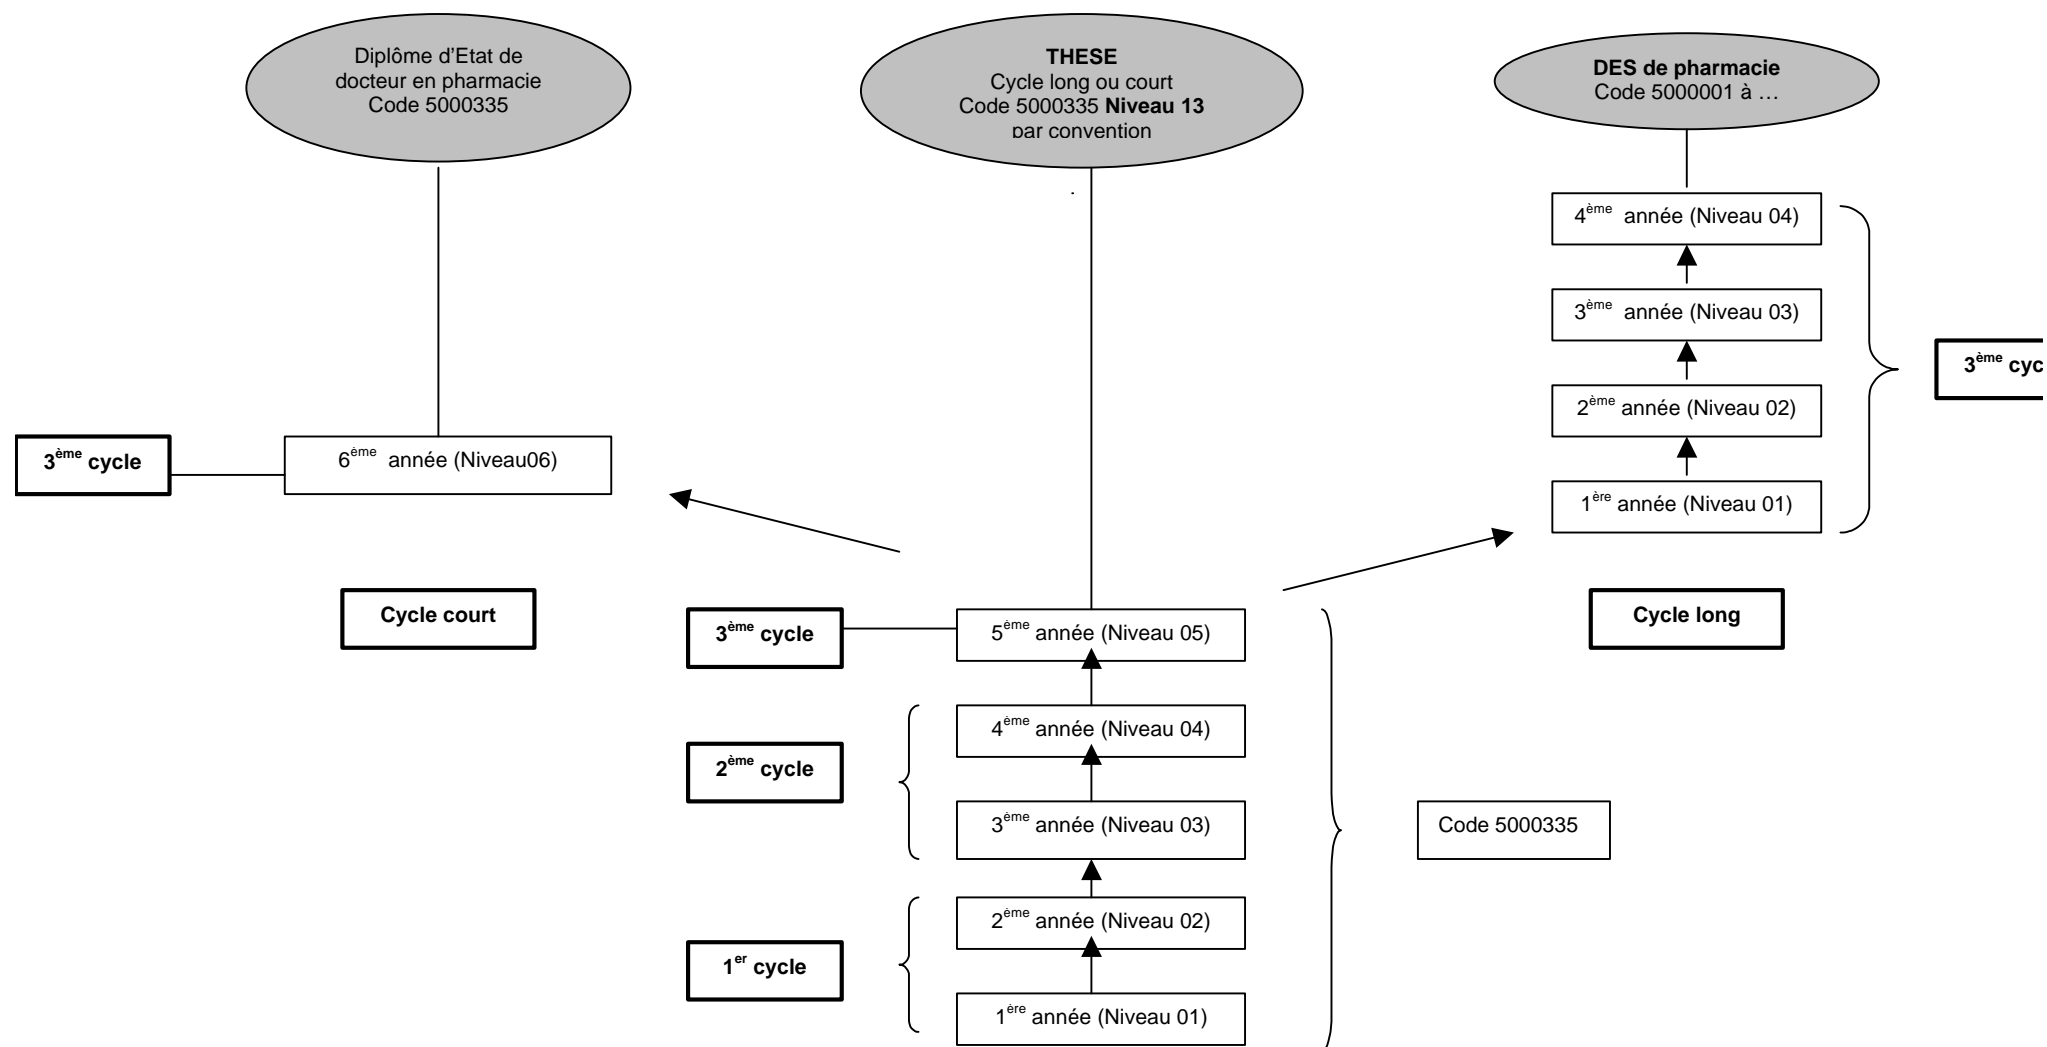 Diplôme d'Etat de
docteur en pharmacie
Code 5000335
THESE
Cycle long ou court
Code 5000335 Niveau 13
par convention
DES de pharmacie
Code 5000001 à …
4ème année (Niveau 04)
3ème année (Niveau 03)
3ème cyc
2ème année (Niveau 02)
1ère année (Niveau 01)
3ème cycle
6ème année (Niveau06)
Cycle court
Cycle long
3ème cycle
5ème année (Niveau 05)
4ème année (Niveau 04)
2ème cycle
3ème année (Niveau 03)
Code 5000335
2ème année (Niveau 02)
1er cycle
1ère année (Niveau 01)